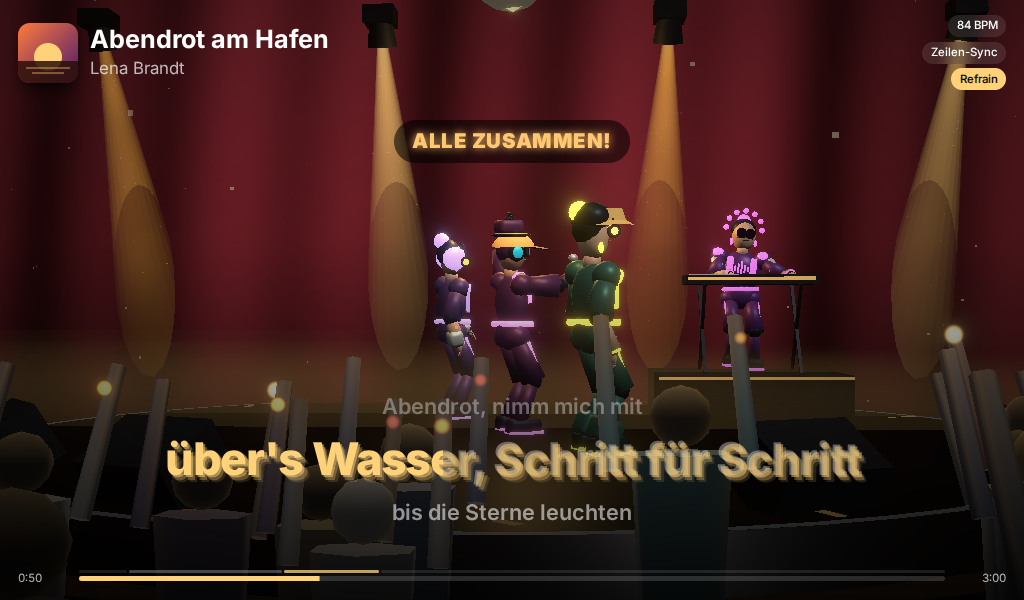 Abendrot am Hafen
Lena Brandt
84 BPM
Zeilen-Sync
Refrain
ALLE ZUSAMMEN!
Abendrot, nimm mich mit
über's Wasser, Schritt für Schritt
bis die Sterne leuchten
0:50
3:00